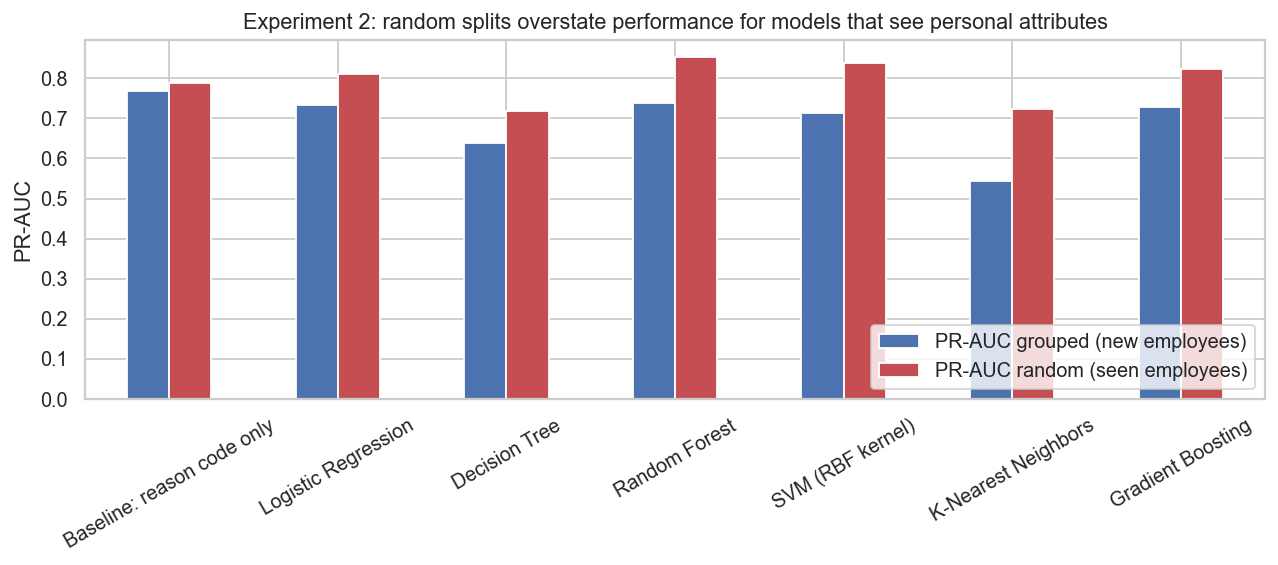 Experiment 2: random splits overstate performance for models that see personal attributes
PR-AUC
0.8
0.7
0.6
0.5
0.4
0.3
0.2
0.1
0.0
PR-AUC grouped (new employees)
PR-AUC random (seen employees)
Baseline: reason code only
Logistic Regression
Decision Tree
Random Forest
SVM (RBF kernel)
K-Nearest Neighbors
Gradient Boosting